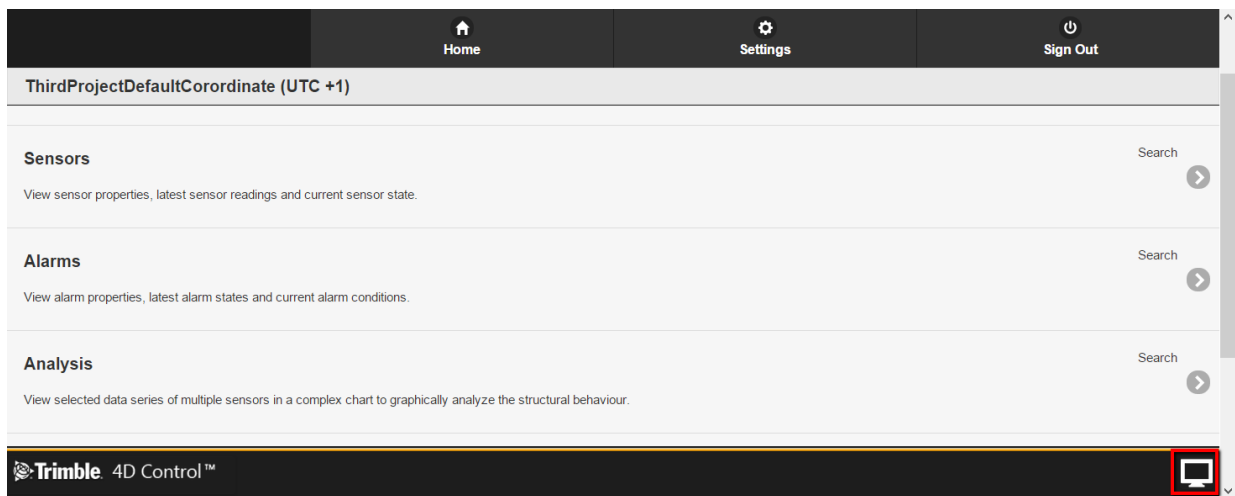 Home
Settings
Sign Out
ThirdProjectDefaultCorordinate (UTC +1)
Sensors
Search
View sensor properties, latest sensor readings and current sensor state.
Alarms
Search
View alarm properties, latest alarm states and current alarm conditions.
Analysis
Search
View selected data series of multiple sensors in a complex chart to graphically analyze the structural behaviour.
Trimble. 4D Control™